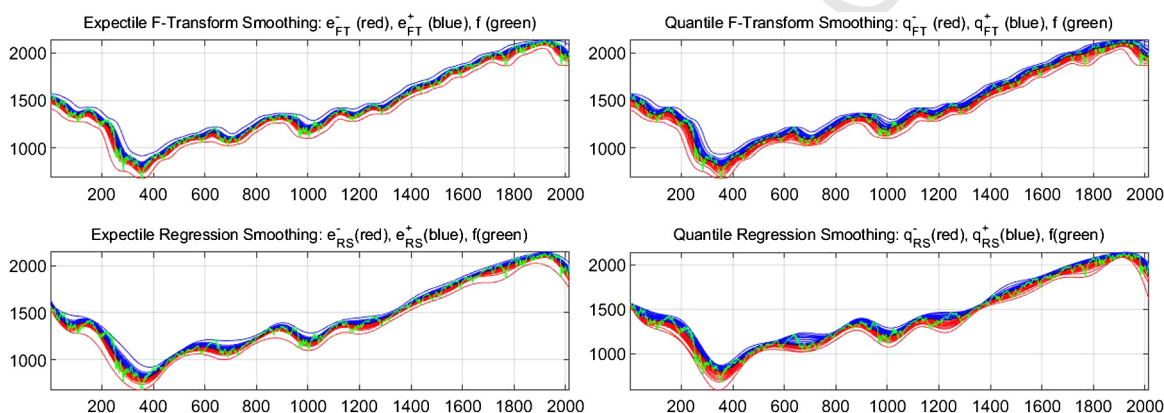 Expectile F-Transform Smoothing: e⁻FT (red), e⁺FT (blue), f (green)
2000
1500
1000
200 400 600 800 1000 1200 1400 1600 1800 2000
Quantile F-Transform Smoothing: q⁻FT (red), q⁺FT (blue), f (green)
2000
1500
1000
200 400 600 800 1000 1200 1400 1600 1800 2000
Expectile Regression Smoothing: e⁻RS(red), e⁺RS(blue), f(green)
2000
1500
1000
200 400 600 800 1000 1200 1400 1600 1800 2000
Quantile Regression Smoothing: q⁻RS(red), q⁺RS(blue), f(green)
2000
1500
1000
200 400 600 800 1000 1200 1400 1600 1800 2000